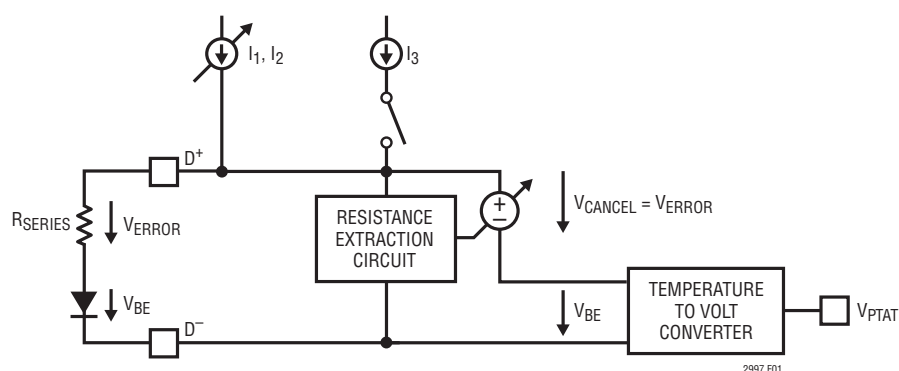 I1, I2
I3
D+
RSERIES
VERROR
VBE
D−
RESISTANCE
EXTRACTION
CIRCUIT
+
−
VCANCEL = VERROR
VBE
TEMPERATURE
TO VOLT
CONVERTER
VPTAT
2997 F01